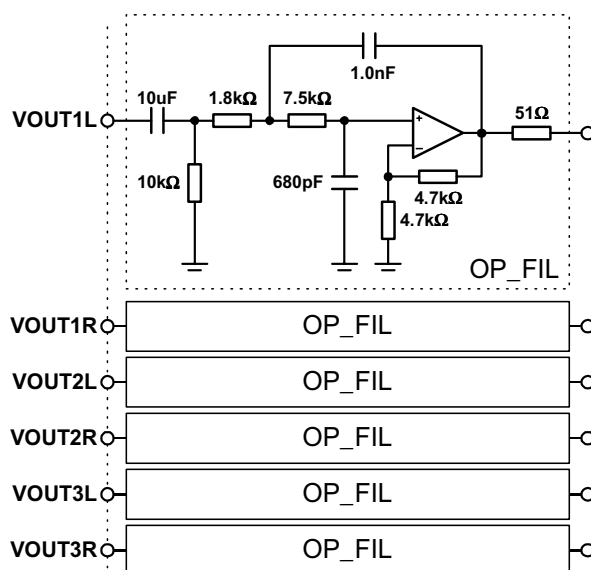 1.0nF
10uF
1.8kΩ
7.5kΩ
51Ω
VOUT1L
+
−
10kΩ
680pF
4.7kΩ
4.7kΩ
OP_FIL
VOUT1R
OP_FIL
VOUT2L
OP_FIL
VOUT2R
OP_FIL
VOUT3L
OP_FIL
VOUT3R
OP_FIL